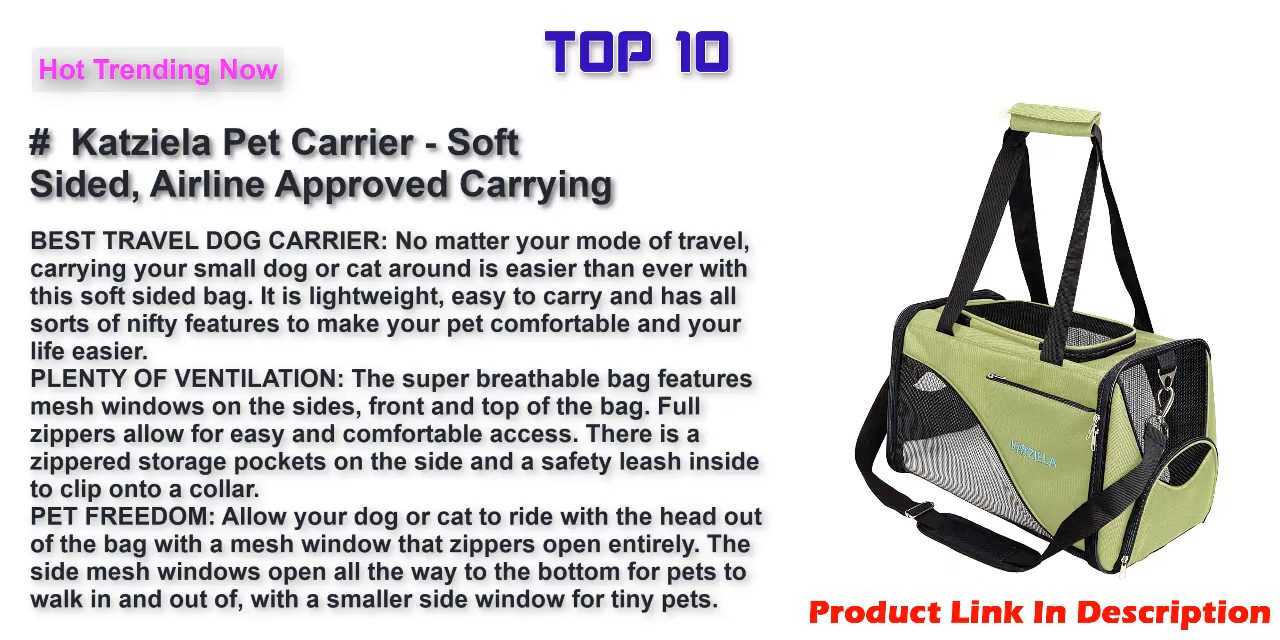 TOP 10
Hot Trending Now
# Katziela Pet Carrier - Soft
Sided, Airline Approved Carrying
BEST TRAVEL DOG CARRIER: No matter your mode of travel,
carrying your small dog or cat around is easier than ever with
this soft sided bag. It is lightweight, easy to carry and has all
sorts of nifty features to make your pet comfortable and your
life easier.
PLENTY OF VENTILATION: The super breathable bag features
mesh windows on the sides, front and top of the bag. Full
zippers allow for easy and comfortable access. There is a
zippered storage pockets on the side and a safety leash inside
to clip onto a collar.
PET FREEDOM: Allow your dog or cat to ride with the head out
of the bag with a mesh window that zippers open entirely. The
side mesh windows open all the way to the bottom for pets to
walk in and out of, with a smaller side window for tiny pets.
KATZIELA
Product Link In Description